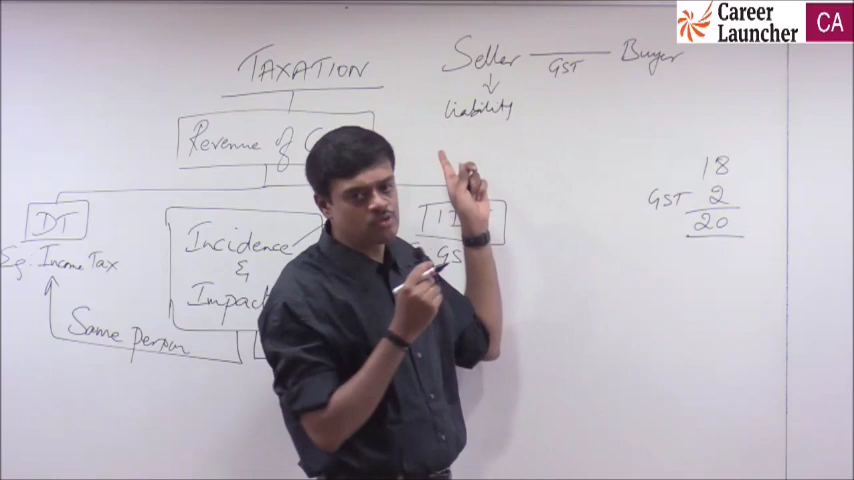 Career
Launcher
CA
TAXATION
Seller GST Buyer
liability
Revenue of
18
GST 2
20
DT
Eg. Income Tax
Incidence
&
Impact
Same person